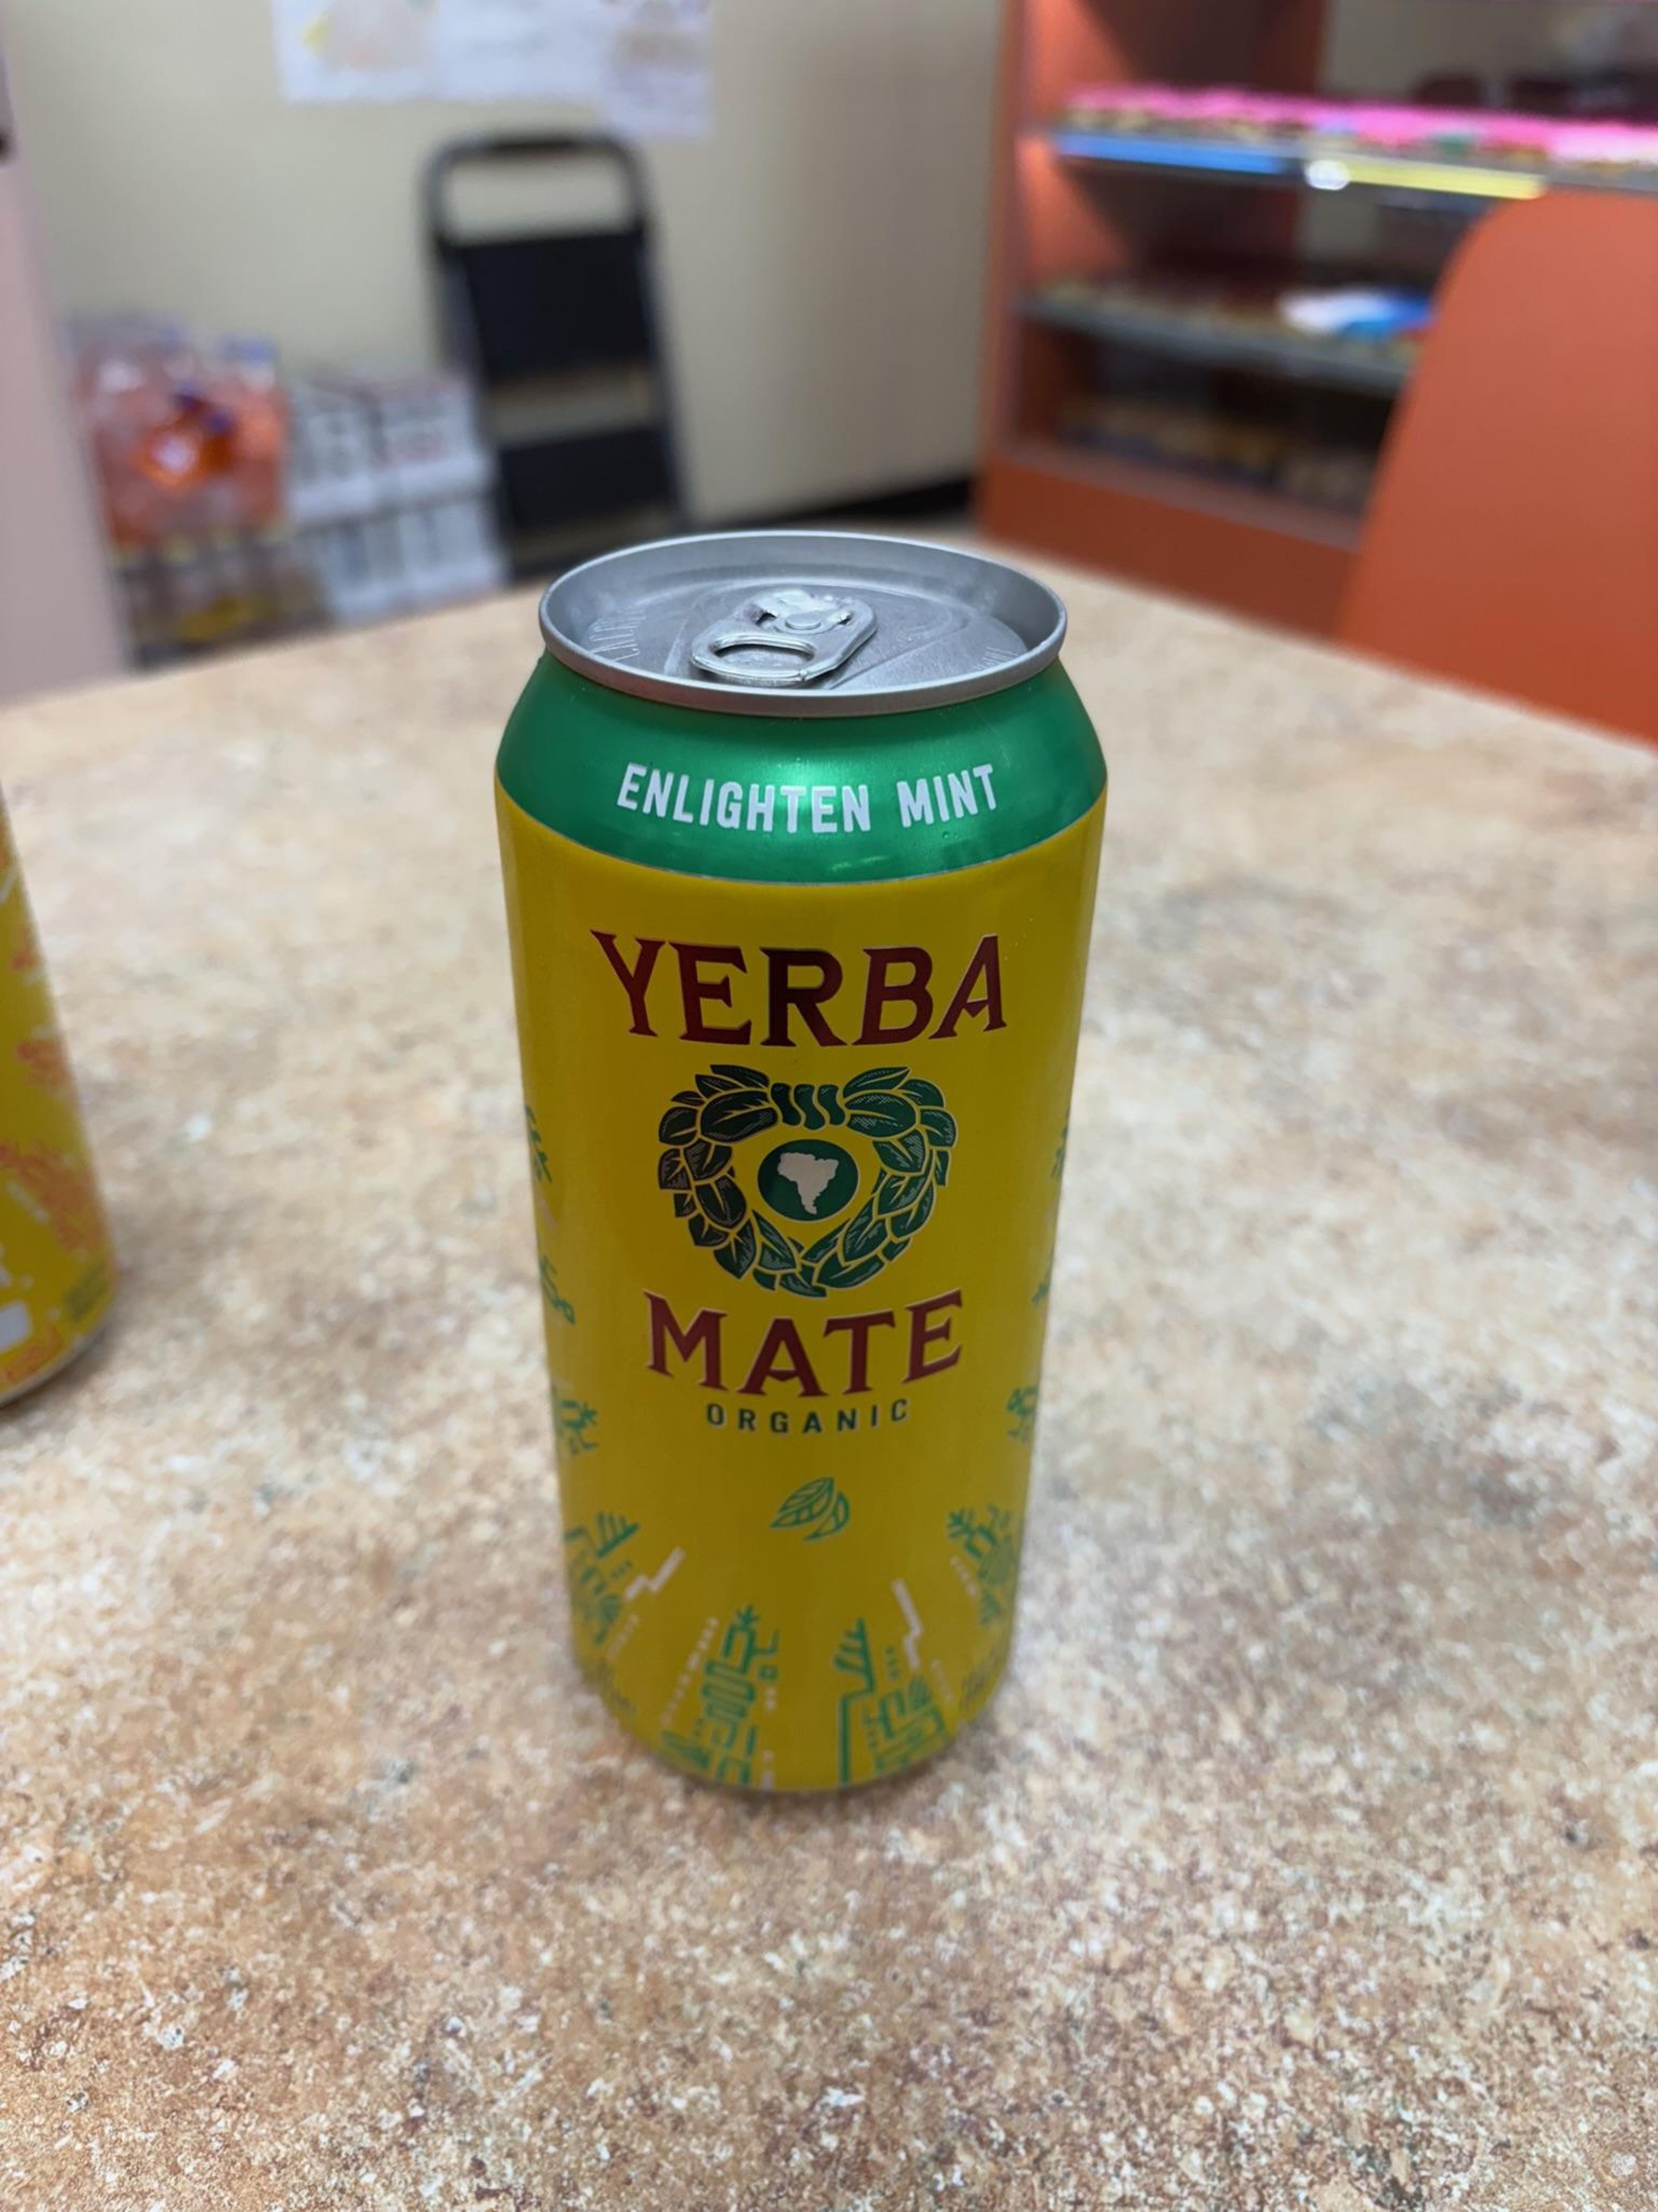 ENLIGHTEN MINT
YERBA
MATE
ORGANIC